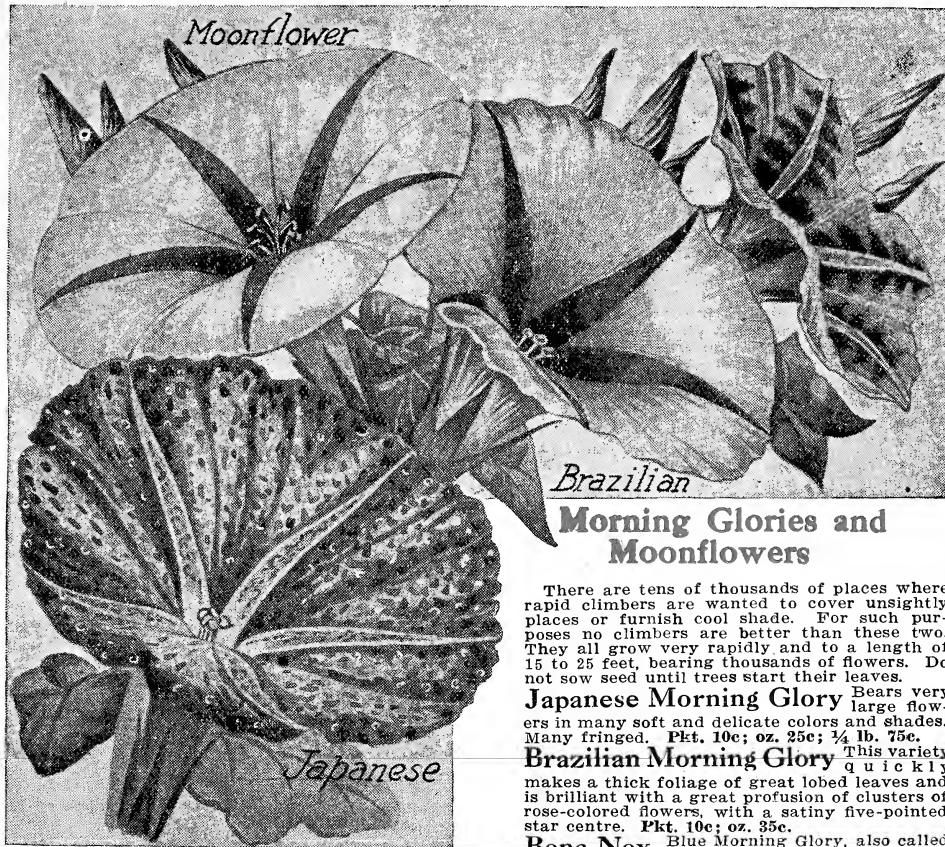 Moonflower
Brazilian
Japanese
Morning Glories and
Moonflowers
There are tens of thousands of places where
rapid climbers are wanted to cover unsightly
places or furnish cool shade. For such pur-
poses no climbers are better than these two.
They all grow very rapidly and to a length of
15 to 25 feet, bearing thousands of flowers. Do
not sow seed until trees start their leaves.
Japanese Morning Glory Bears very
large flow-
ers in many soft and delicate colors and shades.
Many fringed. Pkt. 10c; oz. 25c; ¼ lb. 75c.
Brazilian Morning Glory This variety
quickly
makes a thick foliage of great lobed leaves and
is brilliant with a great profusion of clusters of
rose-colored flowers, with a satiny five-pointed
star centre. Pkt. 10c; oz. 35c.
Bona Nox Blue Morning Glory, also called